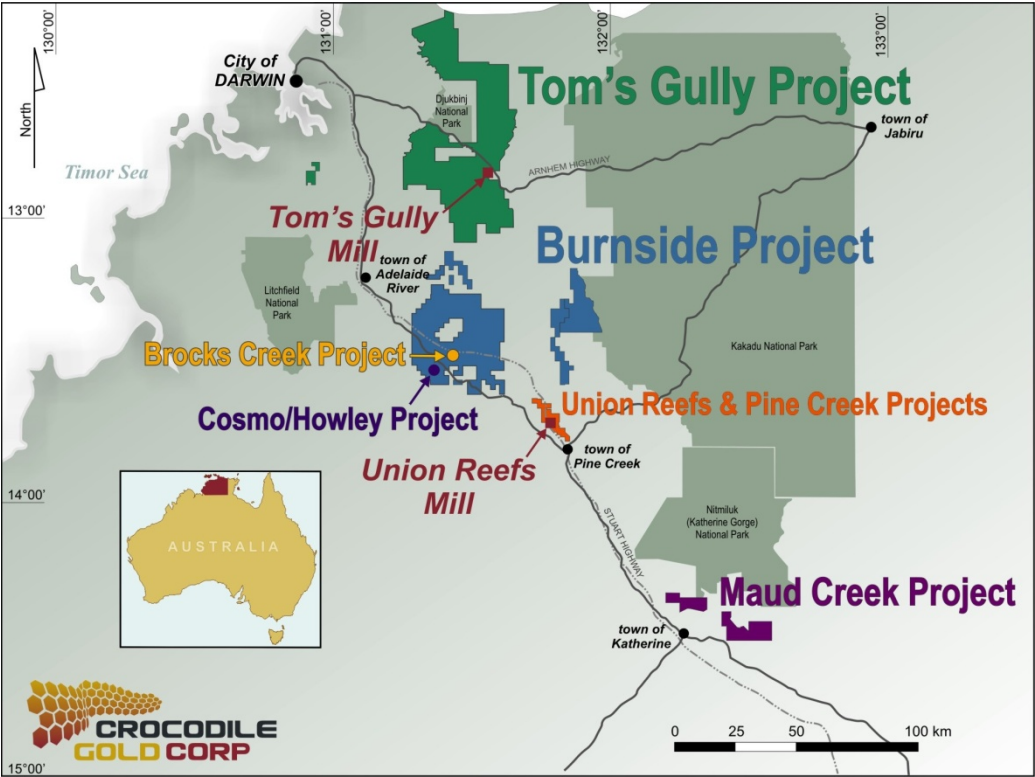 130°00'
131°00'
132°00'
133°00'
North
City of
DARWIN
Djukbinj
National
Park
Tom's Gully Project
town of
Jabiru
ARNHEM HIGHWAY
Timor Sea
13°00'
Tom's Gully
Mill
Burnside Project
town of
Adelaide
River
Litchfield
National
Park
Kakadu National Park
Brocks Creek Project
Cosmo/Howley Project
Union Reefs & Pine Creek Projects
town of
Pine Creek
Union Reefs
Mill
14°00'
AUSTRALIA
STUART HIGHWAY
Nitmiluk
(Katherine Gorge)
National Park
Maud Creek Project
town of
Katherine
CROCODILE
GOLD CORP
0 25 50 100 km
15°00'